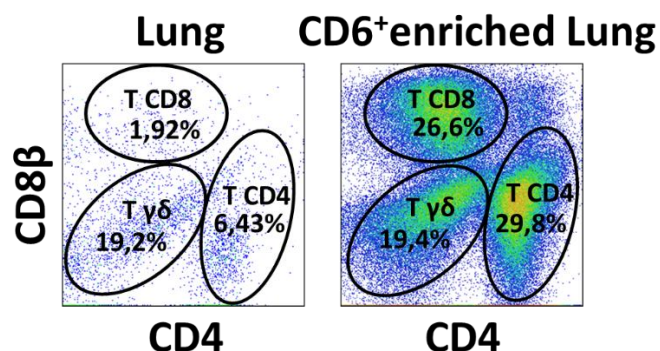 Lung
CD6⁺enriched Lung
CD8β
T CD8
1,92%
T γδ
19,2%
T CD4
6,43%
T CD8
26,6%
T γδ
19,4%
T CD4
29,8%
CD4
CD4